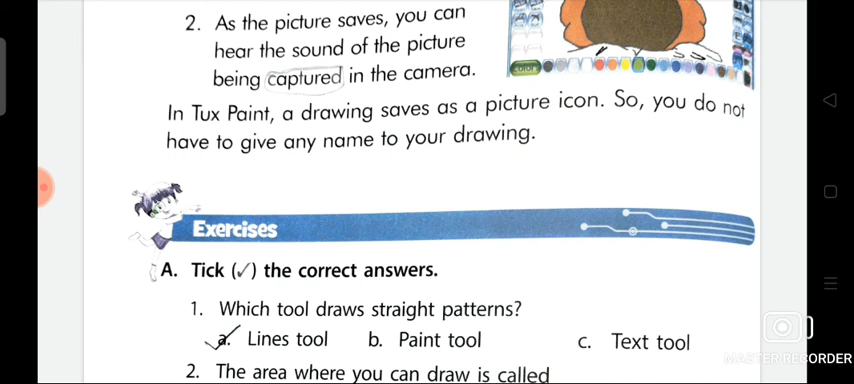 2. As the picture saves, you can
hear the sound of the picture
being captured in the camera.
In Tux Paint, a drawing saves as a picture icon. So, you do not
have to give any name to your drawing.
Exercises
A. Tick (✓) the correct answers.
1. Which tool draws straight patterns?
a. Lines tool b. Paint tool c. Text tool
2. The area where you can draw is called
MASTER RECORDER